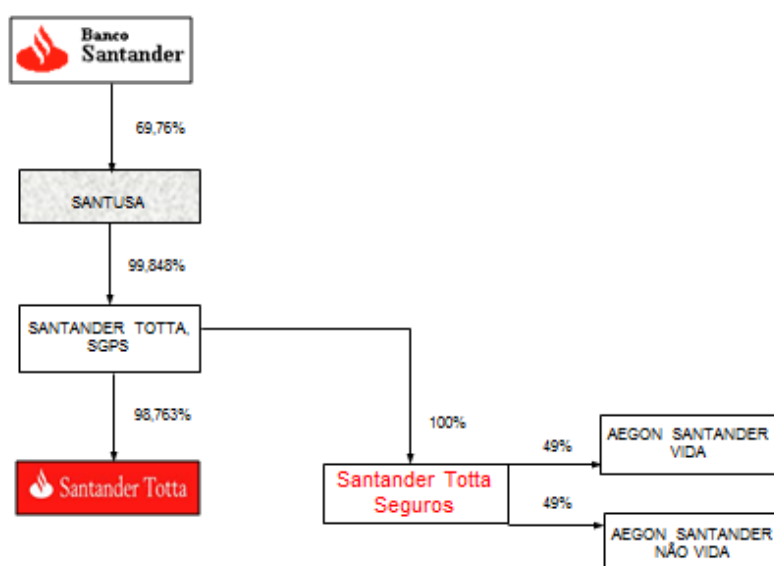 Banco
Santander
69,76%
SANTUSA
99,848%
SANTANDER TOTTA,
SGPS
98,763%
100%
49%
AEGON SANTANDER
VIDA
Santander Totta
Santander Totta
Seguros
49%
AEGON SANTANDER
NÃO VIDA